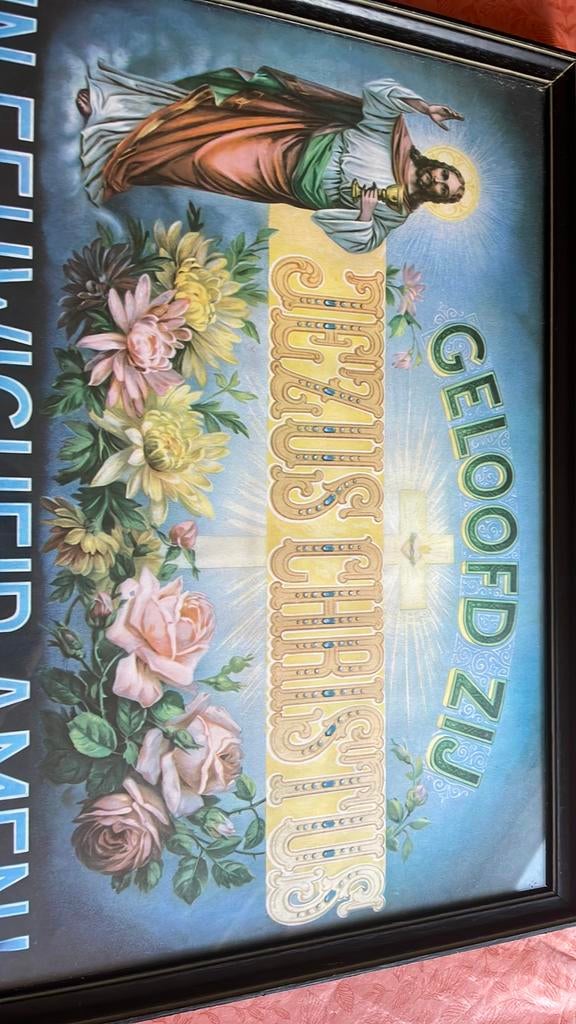 GELOOFD ZIJ
JEZUS CHRISTUS
IN EEUWIGHEID AMEN